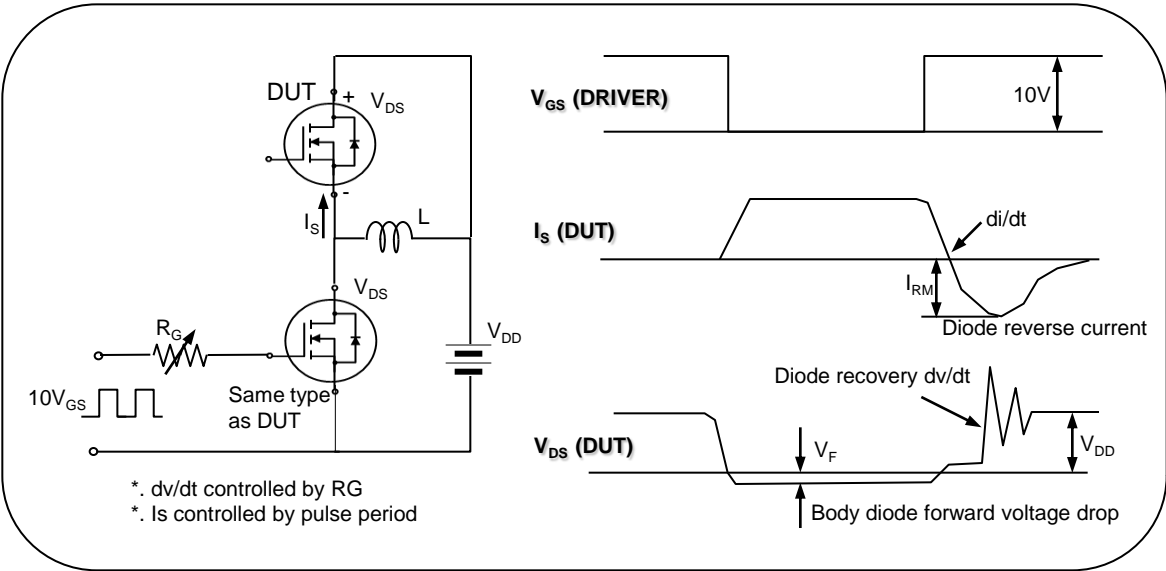 DUT
+
V_DS
-
I_S
L
V_DS
R_G
V_DD
10V_GS
Same type
as DUT
*. dv/dt controlled by RG
*. Is controlled by pulse period
V_GS (DRIVER)
10V
I_S (DUT)
di/dt
I_RM
Diode reverse current
Diode recovery dv/dt
V_DS (DUT)
V_F
V_DD
Body diode forward voltage drop